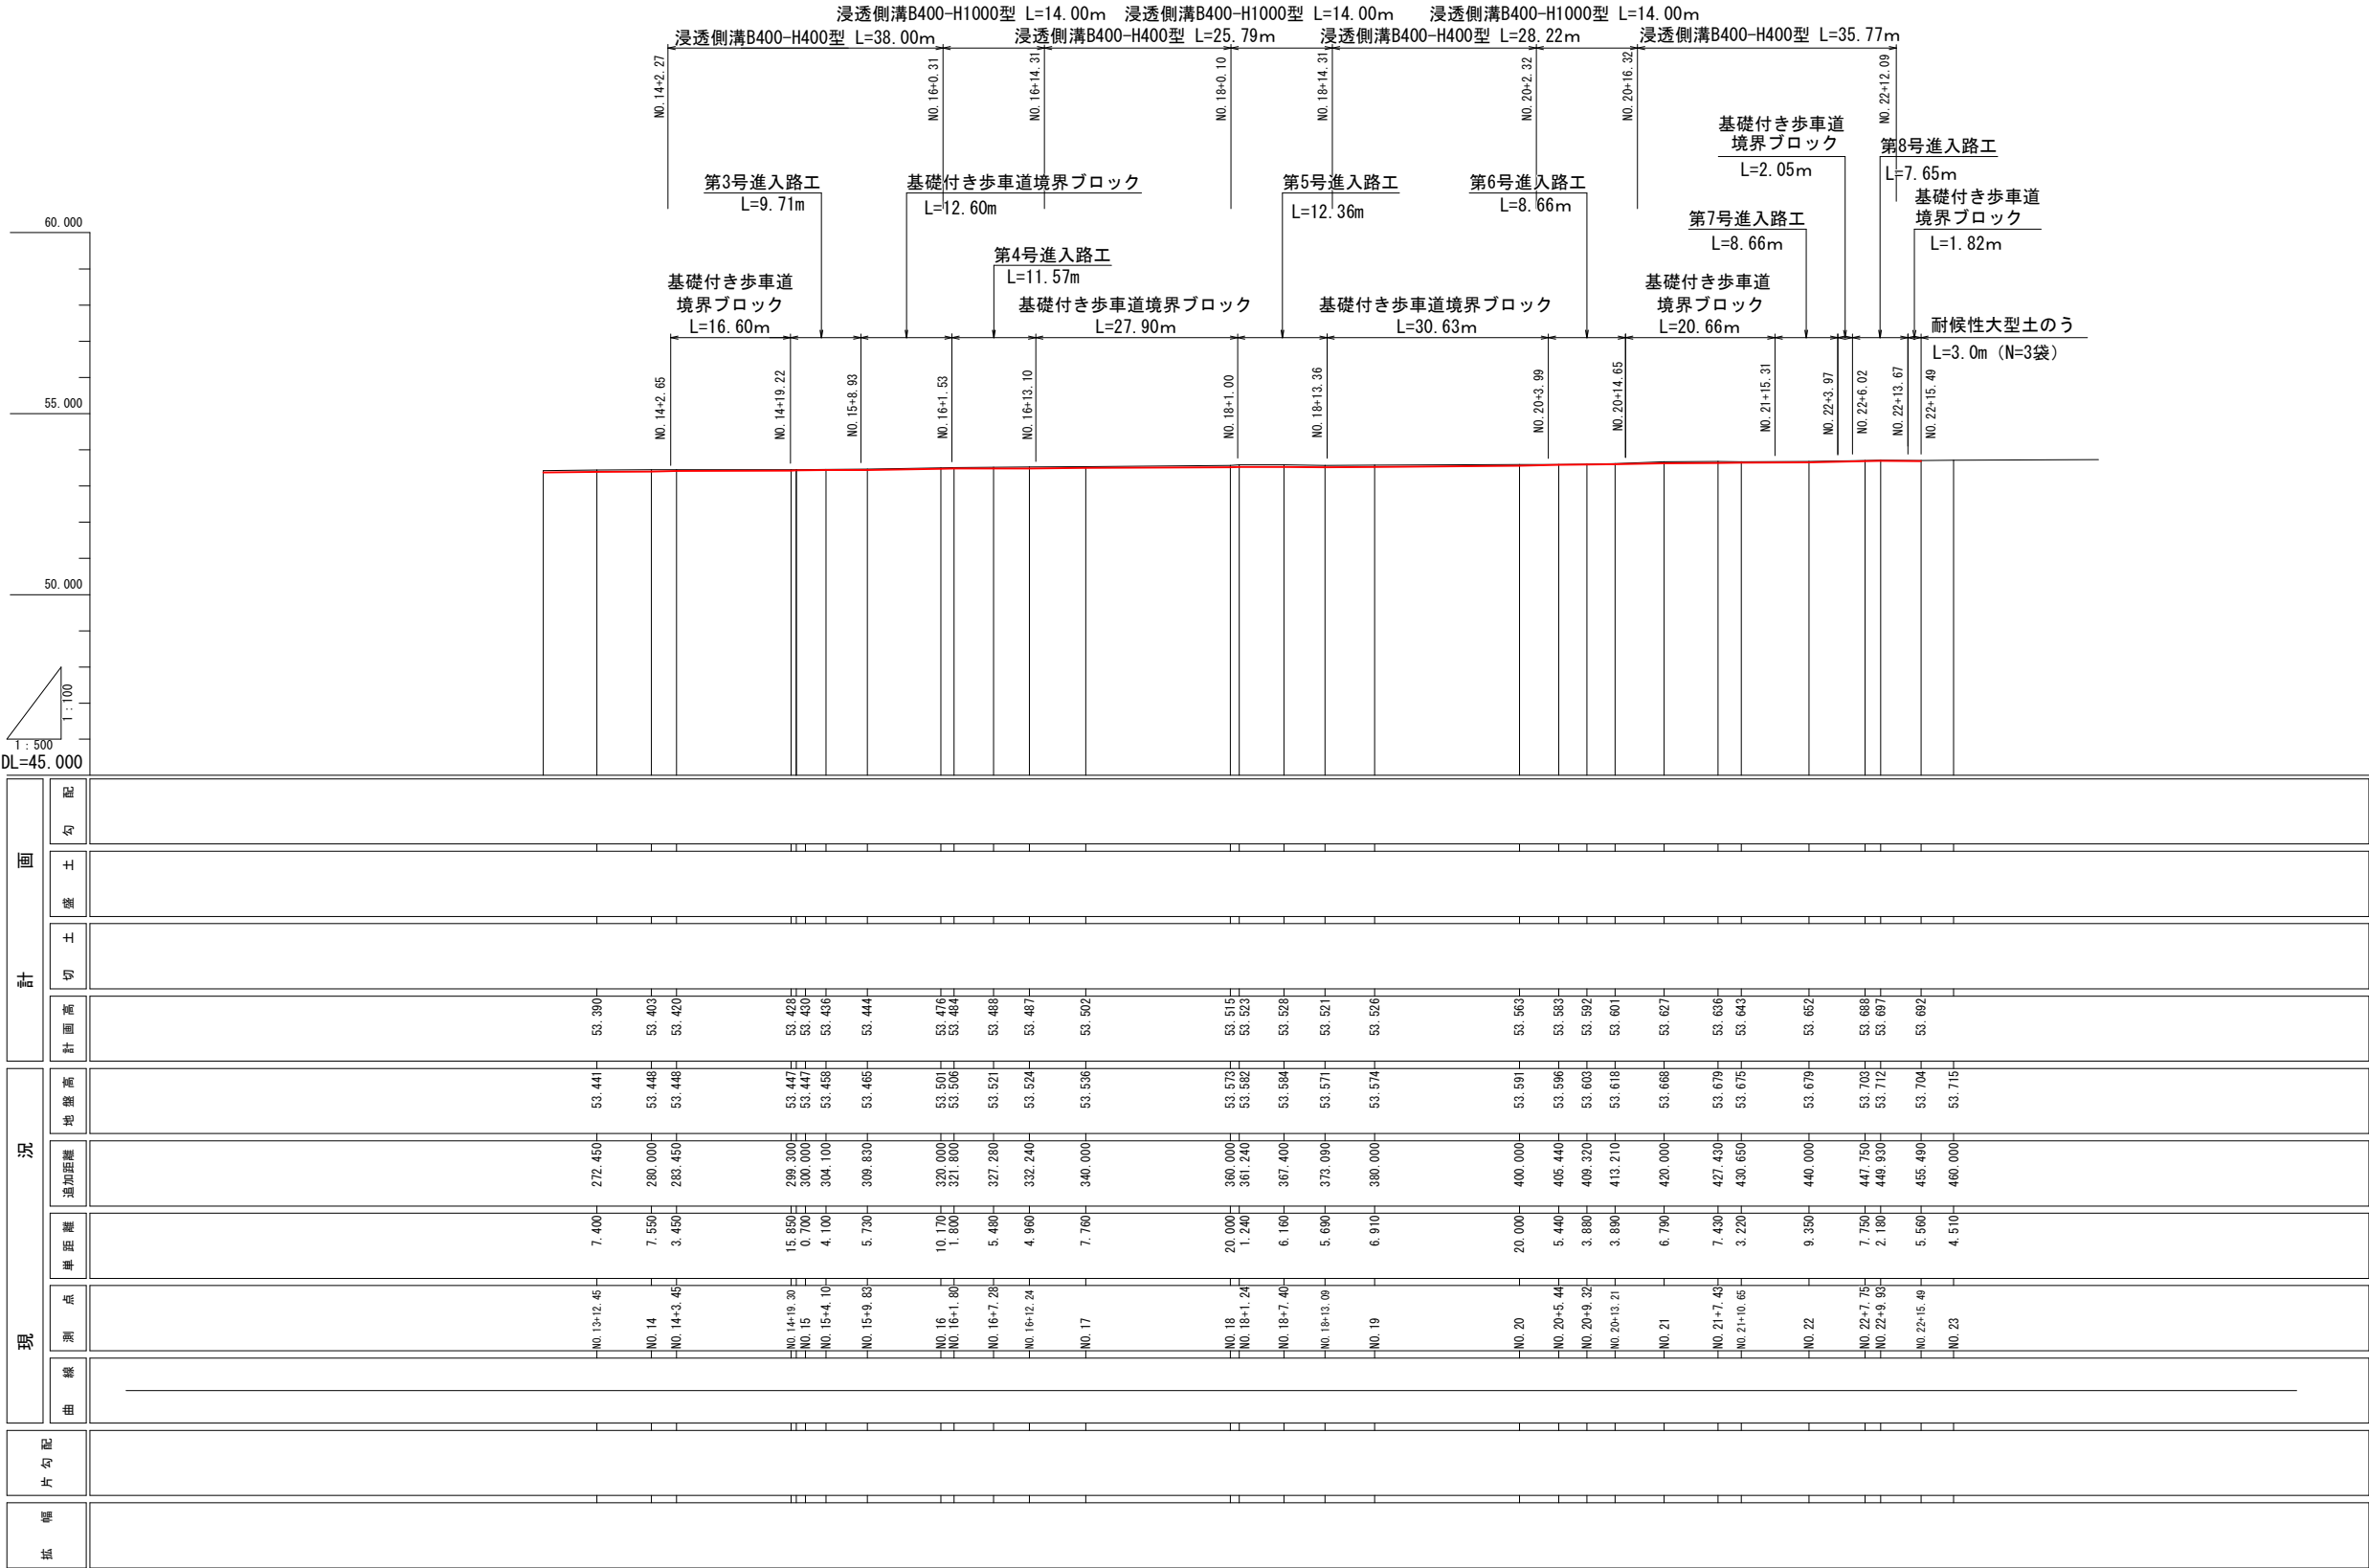 浸透側溝B400-H1000型 L=14.00m 浸透側溝B400-H1000型 L=14.00m 浸透側溝B400-H1000型 L=14.00m
浸透側溝B400-H400型 L=38.00m 浸透側溝B400-H400型 L=25.79m 浸透側溝B400-H400型 L=28.22m 浸透側溝B400-H400型 L=35.77m
NO.14+2.27
NO.16+0.31
NO.16+14.31
NO.18+0.10
NO.18+14.31
NO.20+2.32
NO.20+16.32
NO.22+12.09
第3号進入路工
L=9.71m
基礎付き歩車道境界ブロック
L=12.60m
第5号進入路工
L=12.36m
第6号進入路工
L=8.66m
基礎付き歩車道
境界ブロック
L=2.05m
第8号進入路工
L=7.65m
第7号進入路工
L=8.66m
基礎付き歩車道
境界ブロック
L=1.82m
第4号進入路工
L=11.57m
基礎付き歩車道
境界ブロック
L=16.60m
基礎付き歩車道境界ブロック
L=27.90m
基礎付き歩車道境界ブロック
L=30.63m
基礎付き歩車道
境界ブロック
L=20.66m
耐候性大型土のう
L=3.0m（N=3袋）
NO.14+2.65
NO.14+19.22
NO.15+8.93
NO.16+1.53
NO.16+13.10
NO.18+1.00
NO.18+13.36
NO.20+3.99
NO.20+14.65
NO.21+15.31
NO.22+3.97
NO.22+6.02
NO.22+13.67
NO.22+15.49
60.000
55.000
50.000
1:100
1:500
DL=45.000
計画
勾配
盛土
切土
計画高
53.390 53.403 53.420 53.428 53.430 53.436 53.444 53.476 53.484 53.488 53.487 53.502 53.515 53.523 53.528 53.521 53.526 53.563 53.583 53.592 53.601 53.627 53.636 53.643 53.652 53.688 53.697 53.692
現況
地盤高
53.441 53.448 53.448 53.447 53.447 53.458 53.465 53.501 53.506 53.521 53.524 53.536 53.573 53.582 53.584 53.571 53.574 53.591 53.596 53.603 53.618 53.668 53.679 53.675 53.679 53.703 53.712 53.704 53.715
追加距離
272.450 280.000 283.450 299.300 300.000 304.100 309.830 320.000 321.800 327.280 332.240 340.000 360.000 361.240 367.400 373.090 380.000 400.000 405.440 409.320 413.210 420.000 427.430 430.650 440.000 447.750 449.930 455.490 460.000
単距離
7.400 7.550 3.450 15.850 0.700 4.100 5.730 10.170 1.800 5.480 4.960 7.760 20.000 1.240 6.160 5.690 6.910 20.000 5.440 3.880 3.890 6.790 7.430 3.220 9.350 7.750 2.180 5.560 4.510
測点
NO.13+12.45 NO.14 NO.14+3.45 NO.14+19.30 NO.15 NO.15+4.10 NO.15+9.83 NO.16 NO.16+1.80 NO.16+7.28 NO.16+12.24 NO.17 NO.18 NO.18+1.24 NO.18+7.40 NO.18+13.09 NO.19 NO.20 NO.20+5.44 NO.20+9.32 NO.20+13.21 NO.21 NO.21+7.43 NO.21+10.65 NO.22 NO.22+7.75 NO.22+9.93 NO.22+15.49 NO.23
曲線
片勾配
拡幅